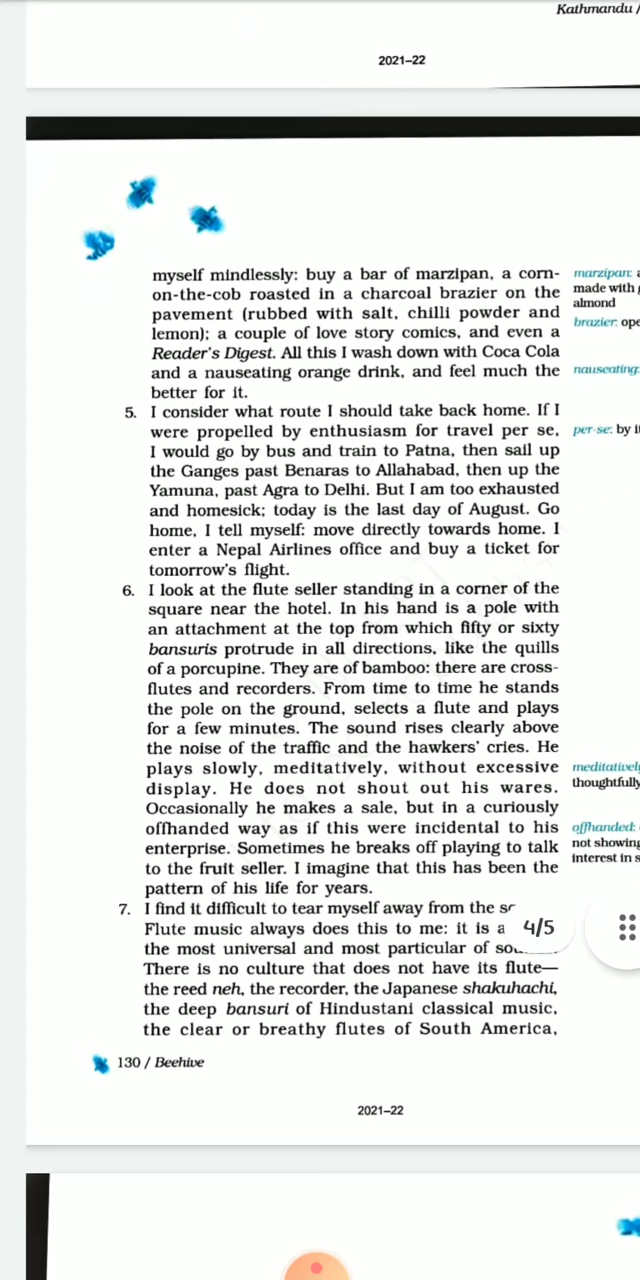 Kathmandu /
2021–22
myself mindlessly: buy a bar of marzipan, a corn-
on-the-cob roasted in a charcoal brazier on the
pavement (rubbed with salt, chilli powder and
lemon); a couple of love story comics, and even a
Reader's Digest. All this I wash down with Coca Cola
and a nauseating orange drink, and feel much the
better for it.
marzipan: a
made with
almond
brazier: ope
nauseating:
5. I consider what route I should take back home. If I
were propelled by enthusiasm for travel per se,
I would go by bus and train to Patna, then sail up
the Ganges past Benaras to Allahabad, then up the
Yamuna, past Agra to Delhi. But I am too exhausted
and homesick; today is the last day of August. Go
home, I tell myself: move directly towards home. I
enter a Nepal Airlines office and buy a ticket for
tomorrow's flight.
per-se: by i
6. I look at the flute seller standing in a corner of the
square near the hotel. In his hand is a pole with
an attachment at the top from which fifty or sixty
bansuris protrude in all directions, like the quills
of a porcupine. They are of bamboo: there are cross-
flutes and recorders. From time to time he stands
the pole on the ground, selects a flute and plays
for a few minutes. The sound rises clearly above
the noise of the traffic and the hawkers' cries. He
plays slowly, meditatively, without excessive
display. He does not shout out his wares.
Occasionally he makes a sale, but in a curiously
offhanded way as if this were incidental to his
enterprise. Sometimes he breaks off playing to talk
to the fruit seller. I imagine that this has been the
pattern of his life for years.
meditatively
thoughtfully
offhanded:
not showing
interest in s
7. I find it difficult to tear myself away from the
Flute music always does this to me: it is a
the most universal and most particular of
There is no culture that does not have its flute—
the reed neh, the recorder, the Japanese shakuhachi,
the deep bansuri of Hindustani classical music,
the clear or breathy flutes of South America,
4/5
130 / Beehive
2021–22